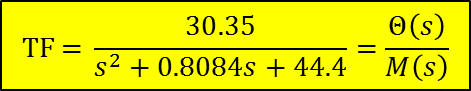 TF = 30.35 / (s² + 0.8084s + 44.4) = Θ(s) / M(s)